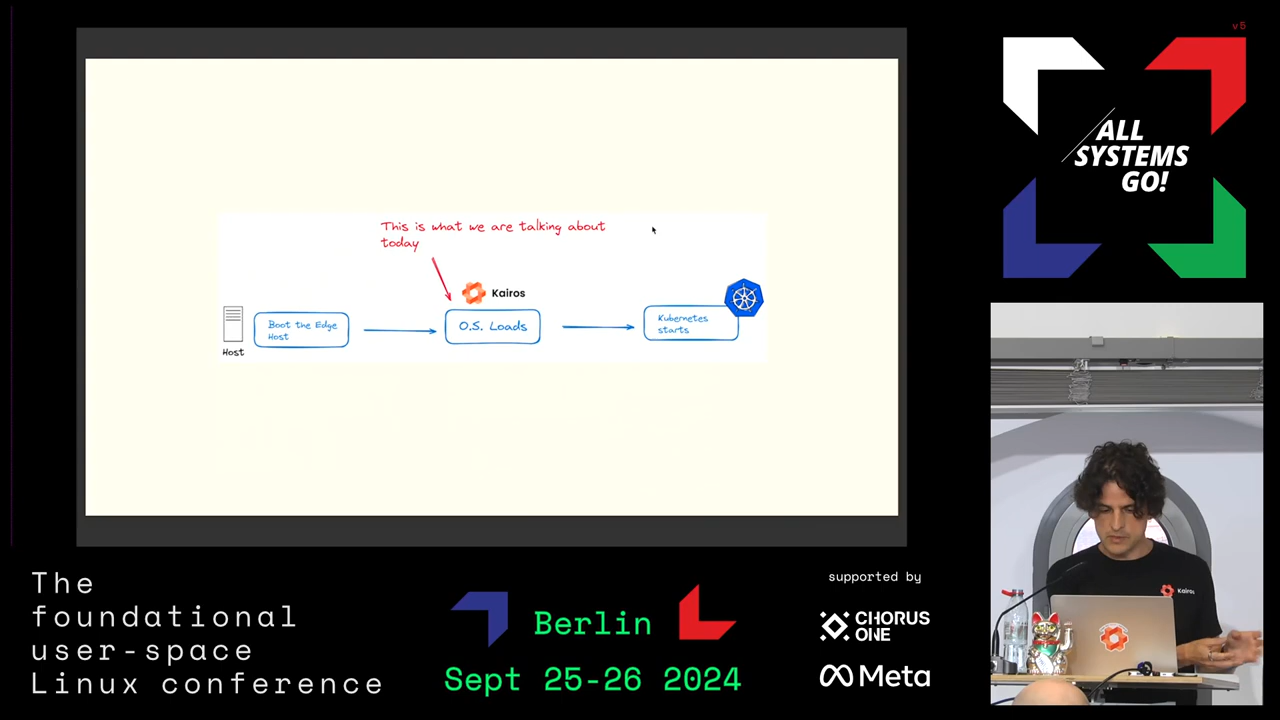 v5
ALL
SYSTEMS
GO!
This is what we are talking about
today
Kairos
Boot the Edge
Host
O.S. Loads
Kubernetes
starts
Host
Kairos
The
foundational
user-space
Linux conference
Berlin
Sept 25-26 2024
supported by
CHORUS
ONE
Meta